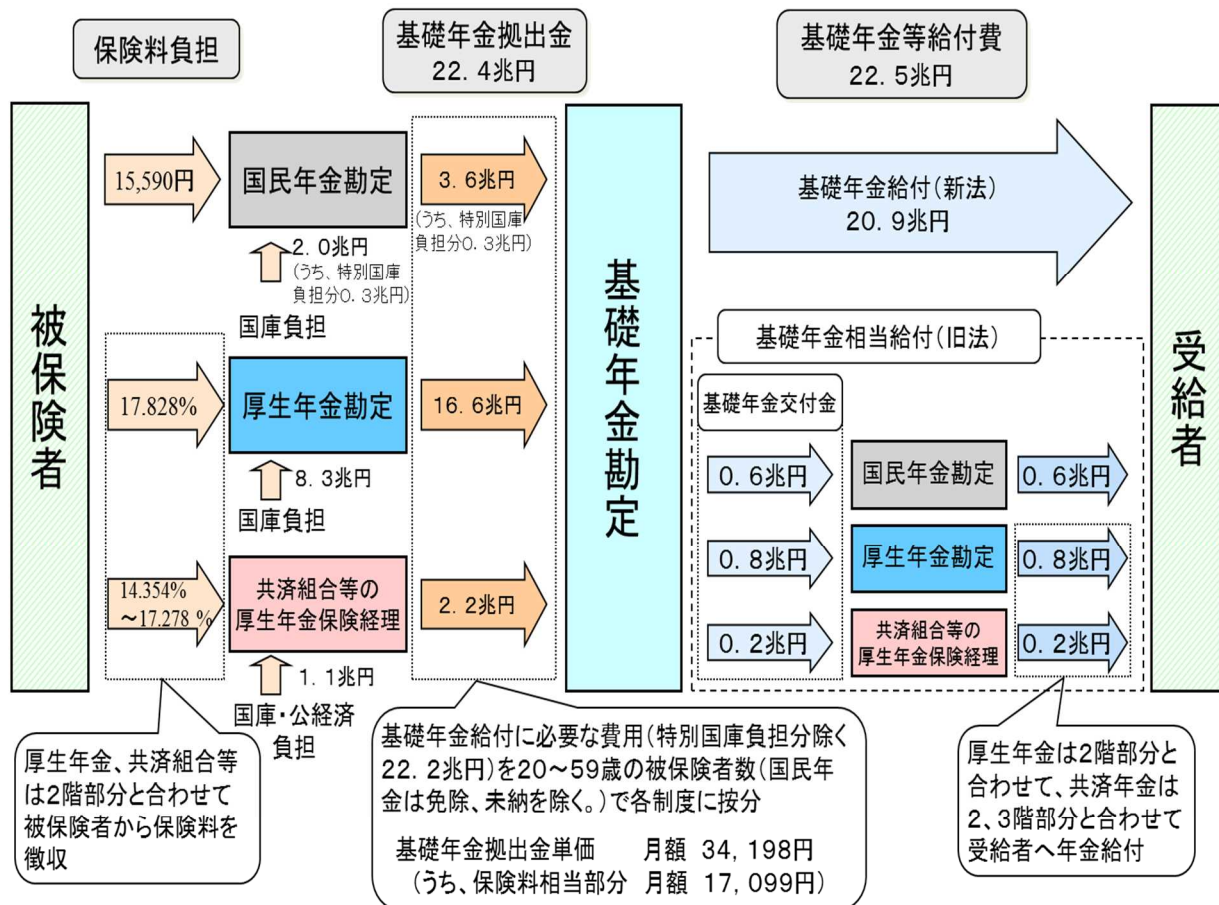 保険料負担
基礎年金拠出金
22.4兆円
基礎年金等給付費
22.5兆円
被保険者
15,590円
国民年金勘定
3.6兆円
(うち、特別国庫
負担分0.3兆円)
2.0兆円
(うち、特別国庫
負担分0.3兆円)
国庫負担
17.828%
厚生年金勘定
16.6兆円
8.3兆円
国庫負担
14.354%
～17.278 %
共済組合等の
厚生年金保険経理
2.2兆円
1.1兆円
国庫・公経済
負担
基礎年金勘定
基礎年金給付(新法)
20.9兆円
基礎年金相当給付(旧法)
基礎年金交付金
0.6兆円
国民年金勘定
0.6兆円
0.8兆円
厚生年金勘定
0.8兆円
0.2兆円
共済組合等の
厚生年金保険経理
0.2兆円
受給者
厚生年金、共済組合等
は2階部分と合わせて
被保険者から保険料を
徴収
基礎年金給付に必要な費用(特別国庫負担分除く
22.2兆円)を20～59歳の被保険者数(国民年
金は免除、未納を除く。)で各制度に按分
基礎年金拠出金単価 月額 34,198円
(うち、保険料相当部分 月額 17,099円)
厚生年金は2階部分と
合わせて、共済年金は
2、3階部分と合わせて
受給者へ年金給付